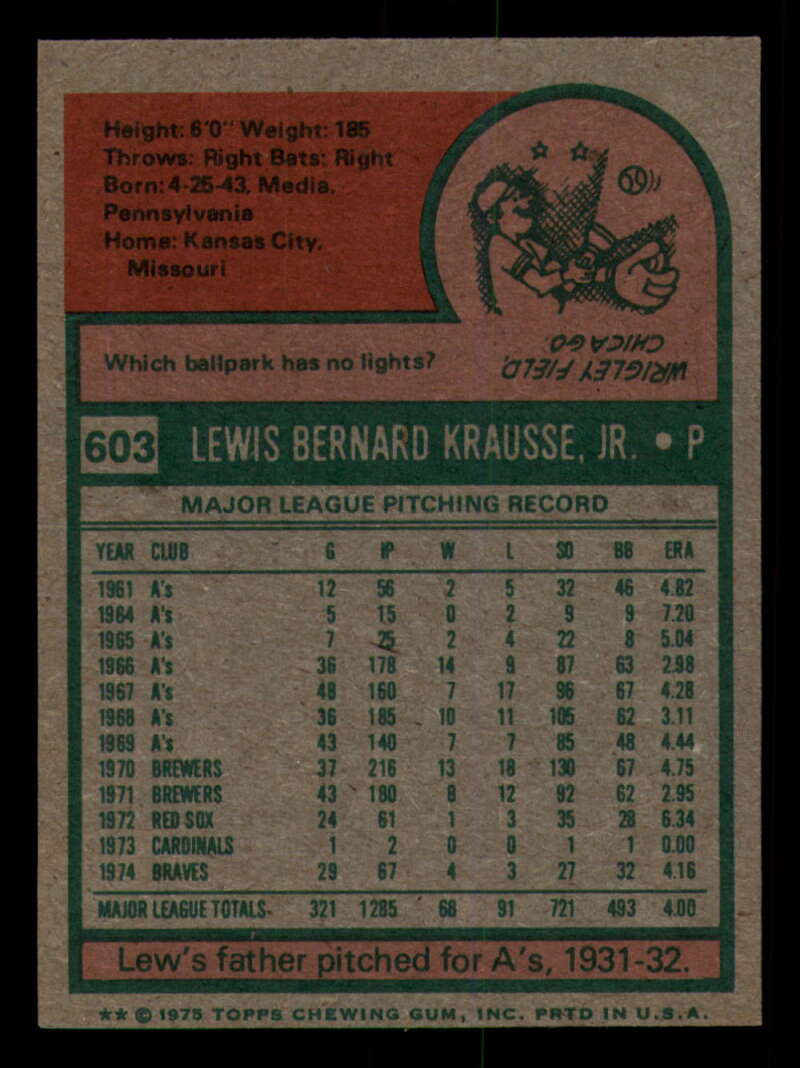 Height: 6'0" Weight: 185
Throws: Right Bats: Right
Born: 4-25-43, Media,
Pennsylvania
Home: Kansas City,
Missouri
Which ballpark has no lights?
WRIGLEY FIELD,
CHICAGO.
603 LEWIS BERNARD KRAUSSE, JR. • P
MAJOR LEAGUE PITCHING RECORD
YEAR CLUB G IP W L SO BB ERA
1961 A's 12 56 2 5 32 46 4.82
1964 A's 5 15 0 2 9 9 7.20
1965 A's 7 25 2 4 22 8 5.04
1966 A's 36 178 14 9 87 63 2.98
1967 A's 48 160 7 17 96 67 4.28
1968 A's 36 185 10 11 105 62 3.11
1969 A's 43 140 7 7 85 48 4.44
1970 BREWERS 37 216 13 18 130 67 4.75
1971 BREWERS 43 180 8 12 92 62 2.95
1972 RED SOX 24 61 1 3 35 28 6.34
1973 CARDINALS 1 2 0 0 1 1 0.00
1974 BRAVES 29 67 4 3 27 32 4.16
MAJOR LEAGUE TOTALS- 321 1285 68 91 721 493 4.00
Lew's father pitched for A's, 1931-32.
** © 1975 TOPPS CHEWING GUM, INC. PRTD IN U.S.A.